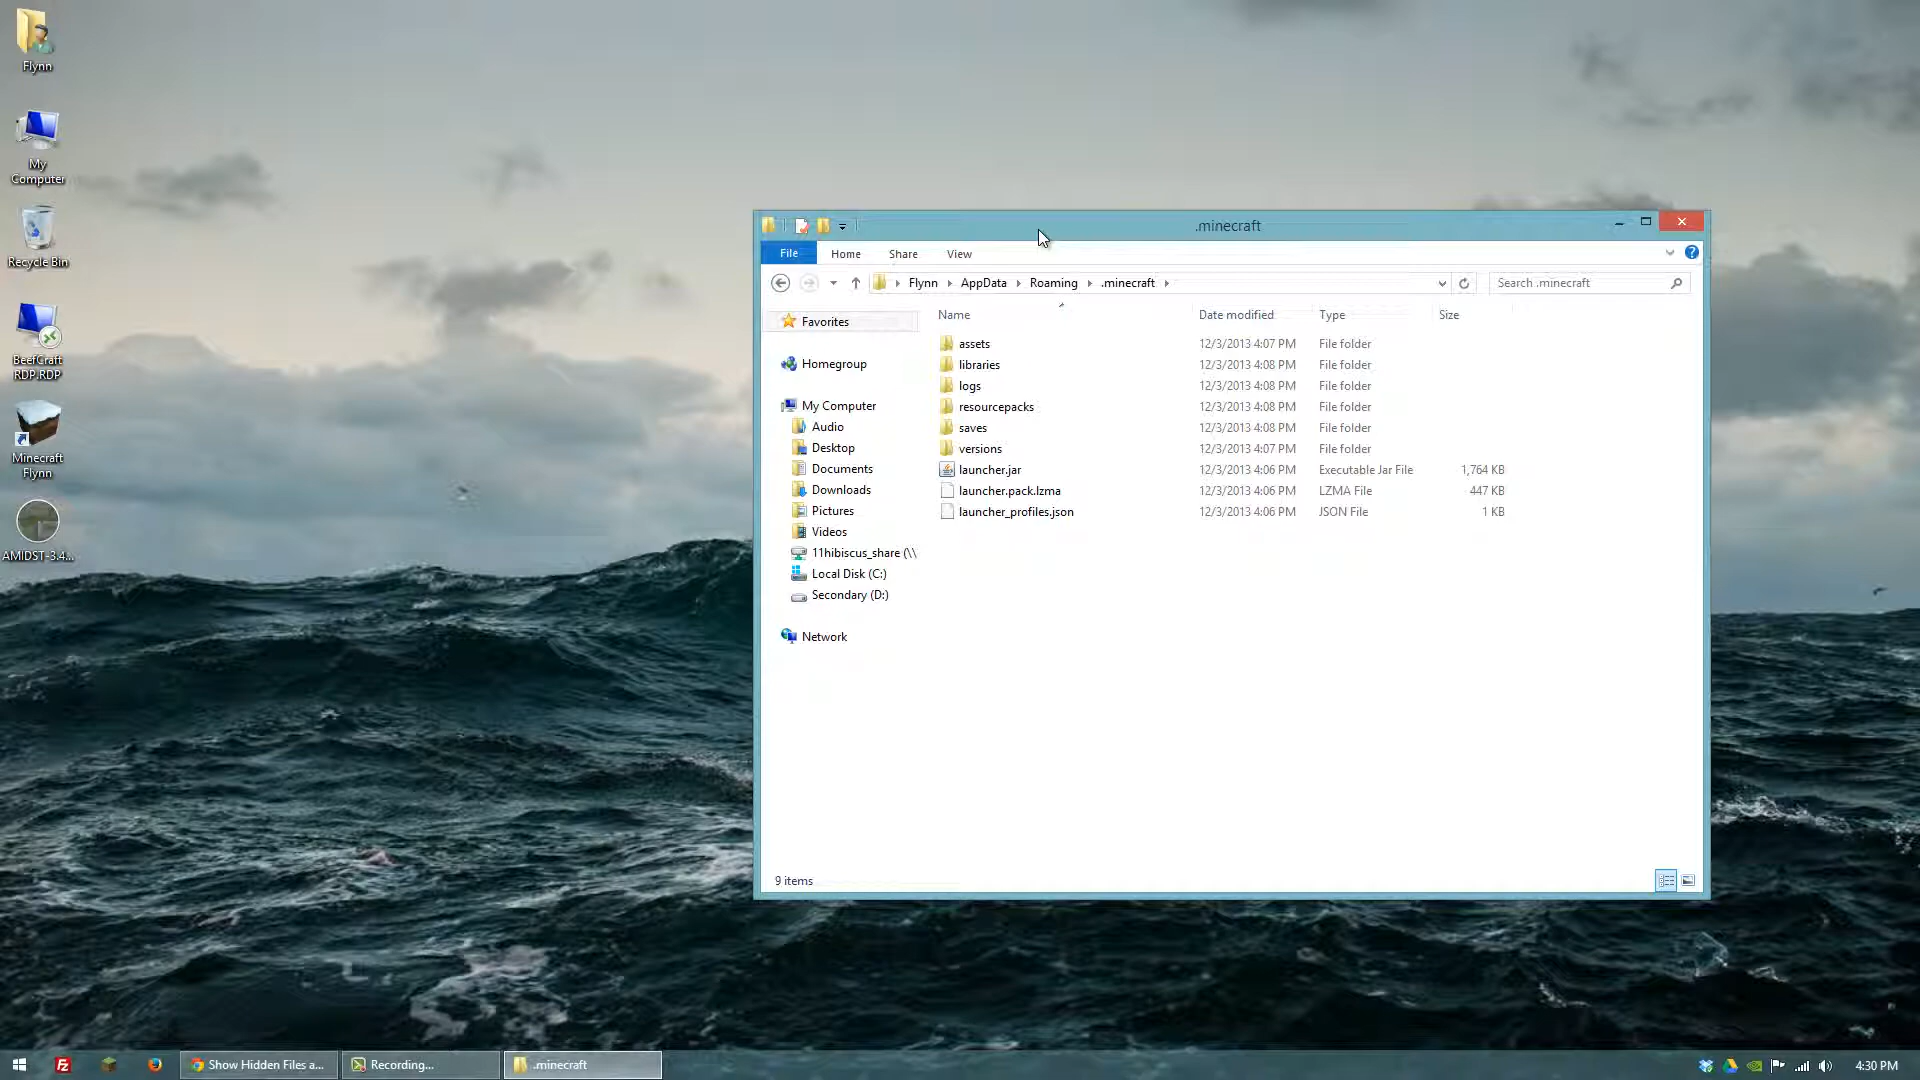 Flynn
My
Computer
Recycle Bin
BeefCraft
RDP.RDP
Minecraft
Flynn
AMIDST-3.4...
.minecraft
File
Home
Share
View
Flynn
AppData
Roaming
.minecraft
Search .minecraft
Favorites
Homegroup
My Computer
Audio
Desktop
Documents
Downloads
Pictures
Videos
11hibiscus_share (\\
Local Disk (C:)
Secondary (D:)
Network
Name Date modified Type Size
assets 12/3/2013 4:07 PM File folder
libraries 12/3/2013 4:08 PM File folder
logs 12/3/2013 4:08 PM File folder
resourcepacks 12/3/2013 4:08 PM File folder
saves 12/3/2013 4:08 PM File folder
versions 12/3/2013 4:07 PM File folder
launcher.jar 12/3/2013 4:06 PM Executable Jar File 1,764 KB
launcher.pack.lzma 12/3/2013 4:06 PM LZMA File 447 KB
launcher_profiles.json 12/3/2013 4:06 PM JSON File 1 KB
9 items
Fz
Show Hidden Files a...
Recording...
.minecraft
4:30 PM